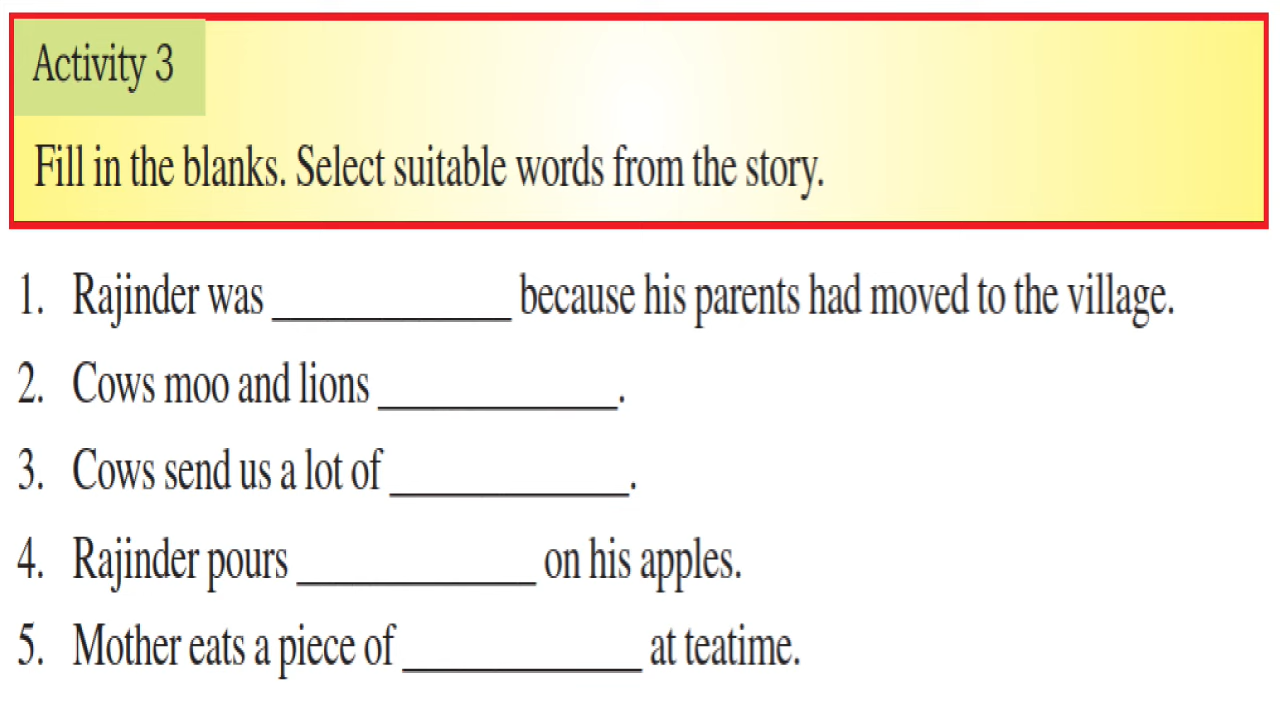 Activity 3
Fill in the blanks. Select suitable words from the story.
1. Rajinder was ____________ because his parents had moved to the village.
2. Cows moo and lions ____________.
3. Cows send us a lot of ____________.
4. Rajinder pours ____________ on his apples.
5. Mother eats a piece of ____________ at teatime.